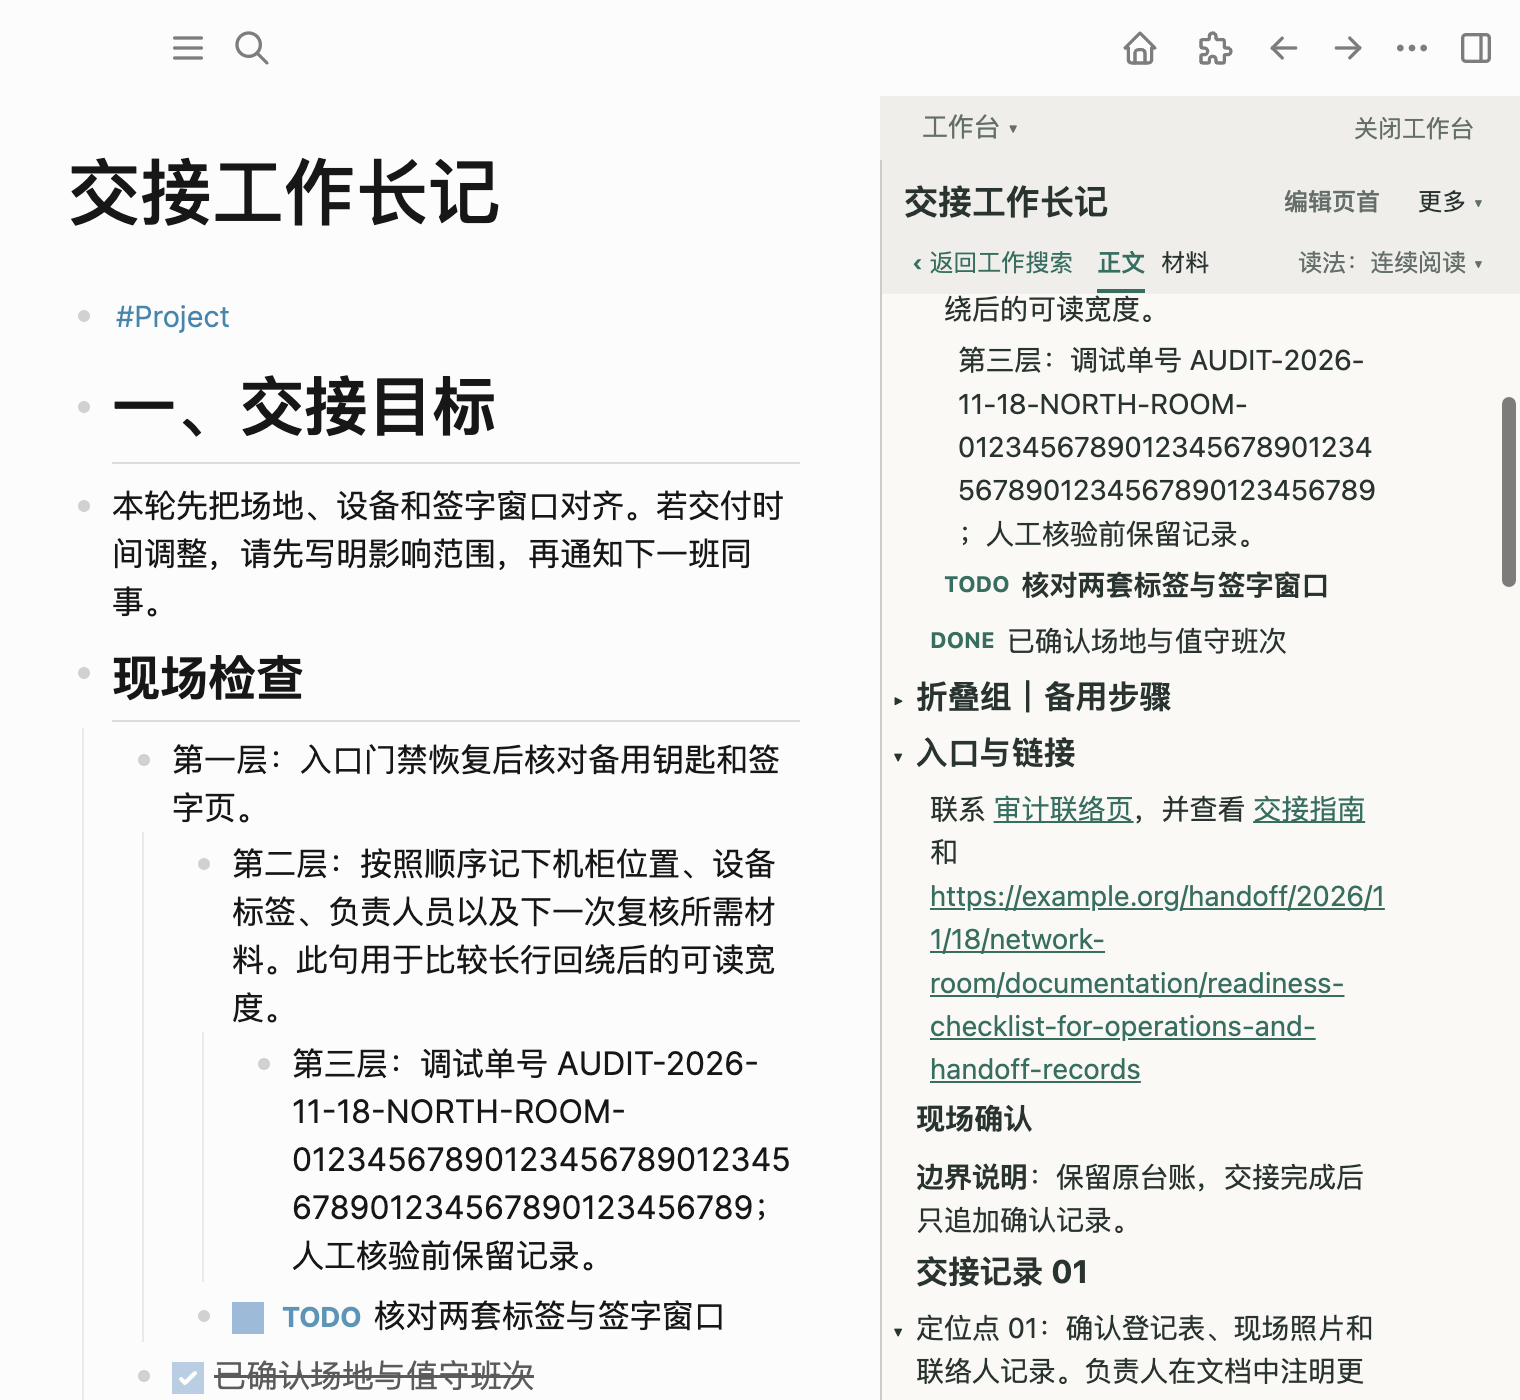 交接工作长记
#Project
一、交接目标
本轮先把场地、设备和签字窗口对齐。若交付时
间调整，请先写明影响范围，再通知下一班同
事。
现场检查
第一层：入口门禁恢复后核对备用钥匙和签
字页。
第二层：按照顺序记下机柜位置、设备
标签、负责人员以及下一次复核所需材
料。此句用于比较长行回绕后的可读宽
度。
第三层：调试单号 AUDIT-2026-
11-18-NORTH-ROOM-
01234567890123456789012345
678901234567890123456789；
人工核验前保留记录。
TODO 核对两套标签与签字窗口
已确认场地与值守班次
工作台
关闭工作台
交接工作长记
编辑页首
更多
‹ 返回工作搜索
正文
材料
读法：连续阅读
绕后的可读宽度。
第三层：调试单号 AUDIT-2026-
11-18-NORTH-ROOM-
0123456789012345678901234
5678901234567890123456789
；人工核验前保留记录。
TODO 核对两套标签与签字窗口
DONE 已确认场地与值守班次
折叠组｜备用步骤
入口与链接
联系 审计联络页，并查看 交接指南
和
https://example.org/handoff/2026/1
1/18/network-
room/documentation/readiness-
checklist-for-operations-and-
handoff-records
现场确认
边界说明：保留原台账，交接完成后
只追加确认记录。
交接记录 01
定位点 01：确认登记表、现场照片和
联络人记录。负责人在文档中注明更